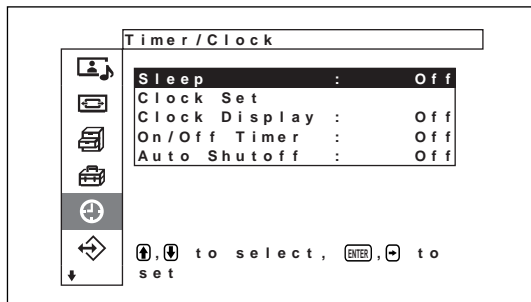 Timer/Clock
Sleep : Off
Clock Set
Clock Display : Off
On/Off Timer : Off
Auto Shutoff : Off
↑,↓ to select, ENTER,→ to
set